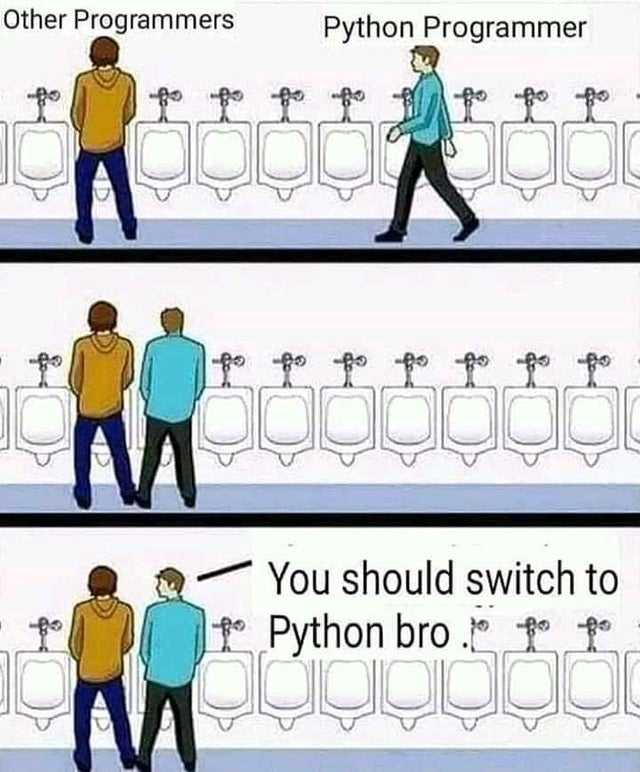 Other Programmers
Python Programmer
You should switch to
Python bro .